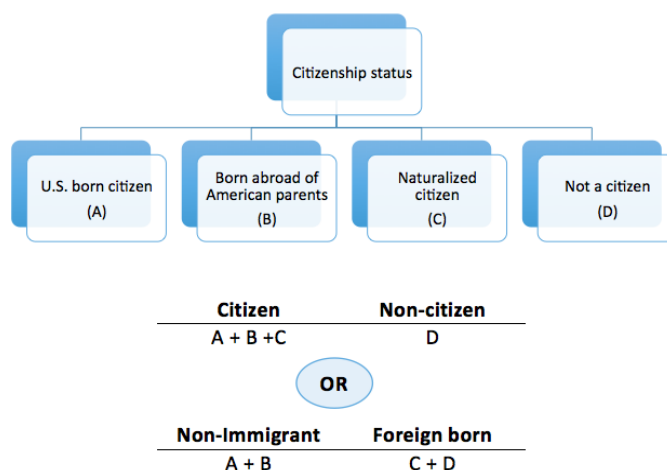 Citizenship status
U.S. born citizen
(A)
Born abroad of
American parents
(B)
Naturalized
citizen
(C)
Not a citizen
(D)
Citizen Non-citizen
A + B +C D
OR
Non-Immigrant Foreign born
A + B C + D